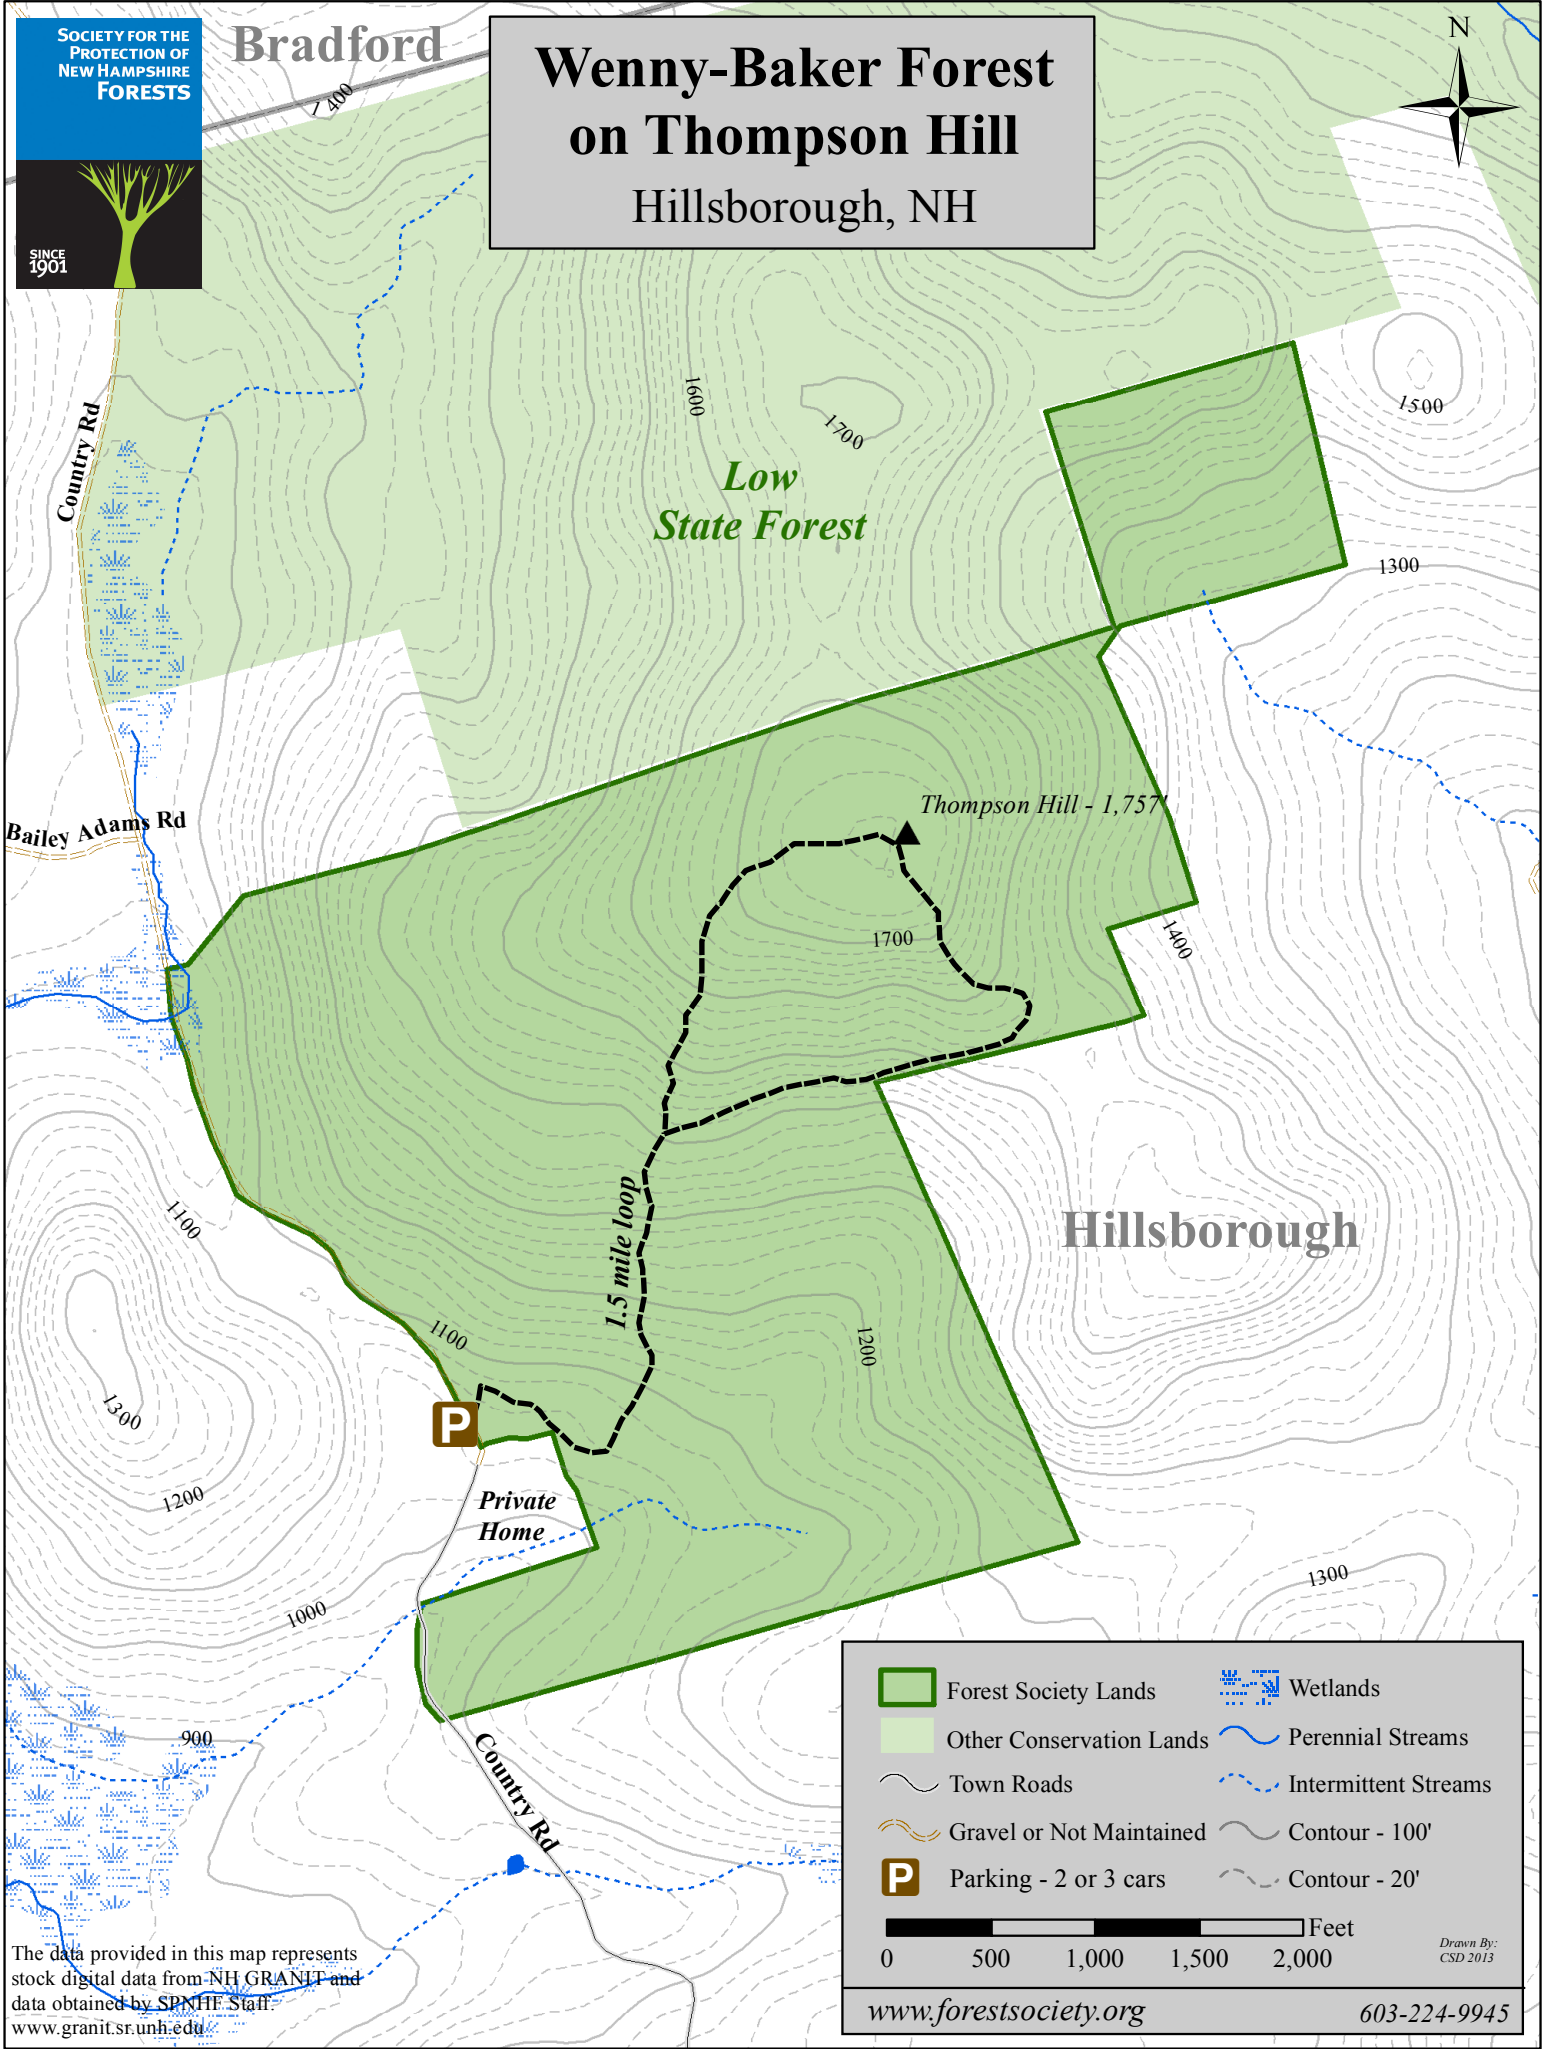 SOCIETY FOR THE
PROTECTION OF
NEW HAMPSHIRE
FORESTS
SINCE
1901
Bradford
Wenny-Baker Forest
on Thompson Hill
Hillsborough, NH
N
1400
Country Rd
1600
1700
1500
Low
State Forest
1300
Bailey Adams Rd
Thompson Hill - 1,757'
1700
1400
1100
1.5 mile loop
Hillsborough
1100
1200
1300
P
1200
Private
Home
1000
1300
900
Country Rd
Forest Society Lands
Other Conservation Lands
Town Roads
Gravel or Not Maintained
P
Parking - 2 or 3 cars
Wetlands
Perennial Streams
Intermittent Streams
Contour - 100'
Contour - 20'
Feet
0 500 1,000 1,500 2,000
Drawn By:
CSD 2013
www.forestsociety.org 603-224-9945
The data provided in this map represents
stock digital data from NH GRANIT and
data obtained by SPNHF Staff.
www.granit.sr.unh.edu